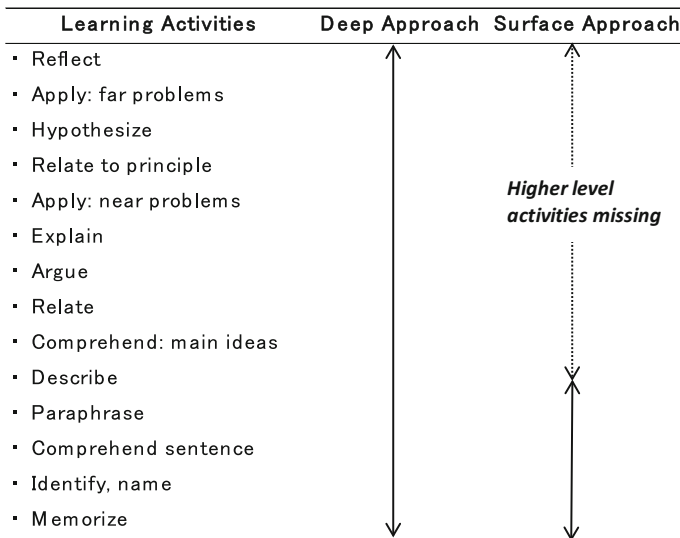 Learning Activities Deep Approach Surface Approach
▪ Reflect
▪ Apply: far problems
▪ Hypothesize
▪ Relate to principle
▪ Apply: near problems
▪ Explain
▪ Argue
▪ Relate
▪ Comprehend: main ideas
▪ Describe
▪ Paraphrase
▪ Comprehend sentence
▪ Identify, name
▪ Memorize
Higher level
activities missing